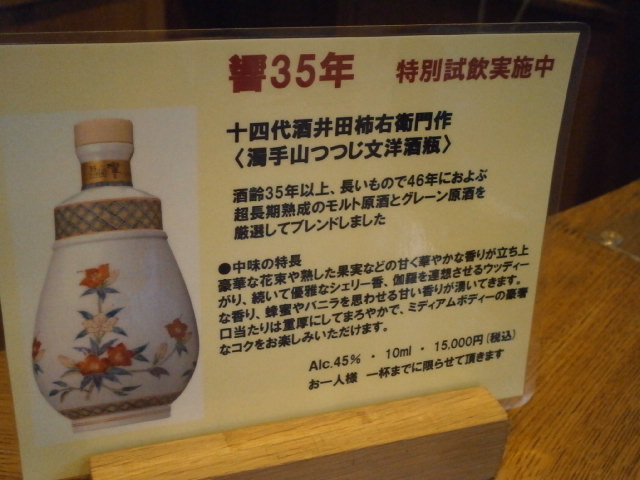 響35年 特別試飲実施中
十四代酒井田柿右衛門作
〈濁手山つつじ文洋酒瓶〉
酒齢35年以上、長いもので46年におよぶ
超長期熟成のモルト原酒とグレーン原酒を
厳選してブレンドしました
●中味の特長
豪華な花束や熟した果実などの甘く華やかな香りが立ち上
がり、続いて優雅なシェリー香、伽羅を連想させるウッディー
な香り、蜂蜜やバニラを思わせる甘い香りが湧いてきます。
口当たりは重厚にしてまろやかで、ミディアムボディーの豪奢
なコクをお楽しみいただけます。
Alc.45%・10ml・15,000円(税込)
お一人様 一杯までに限らせて頂きます